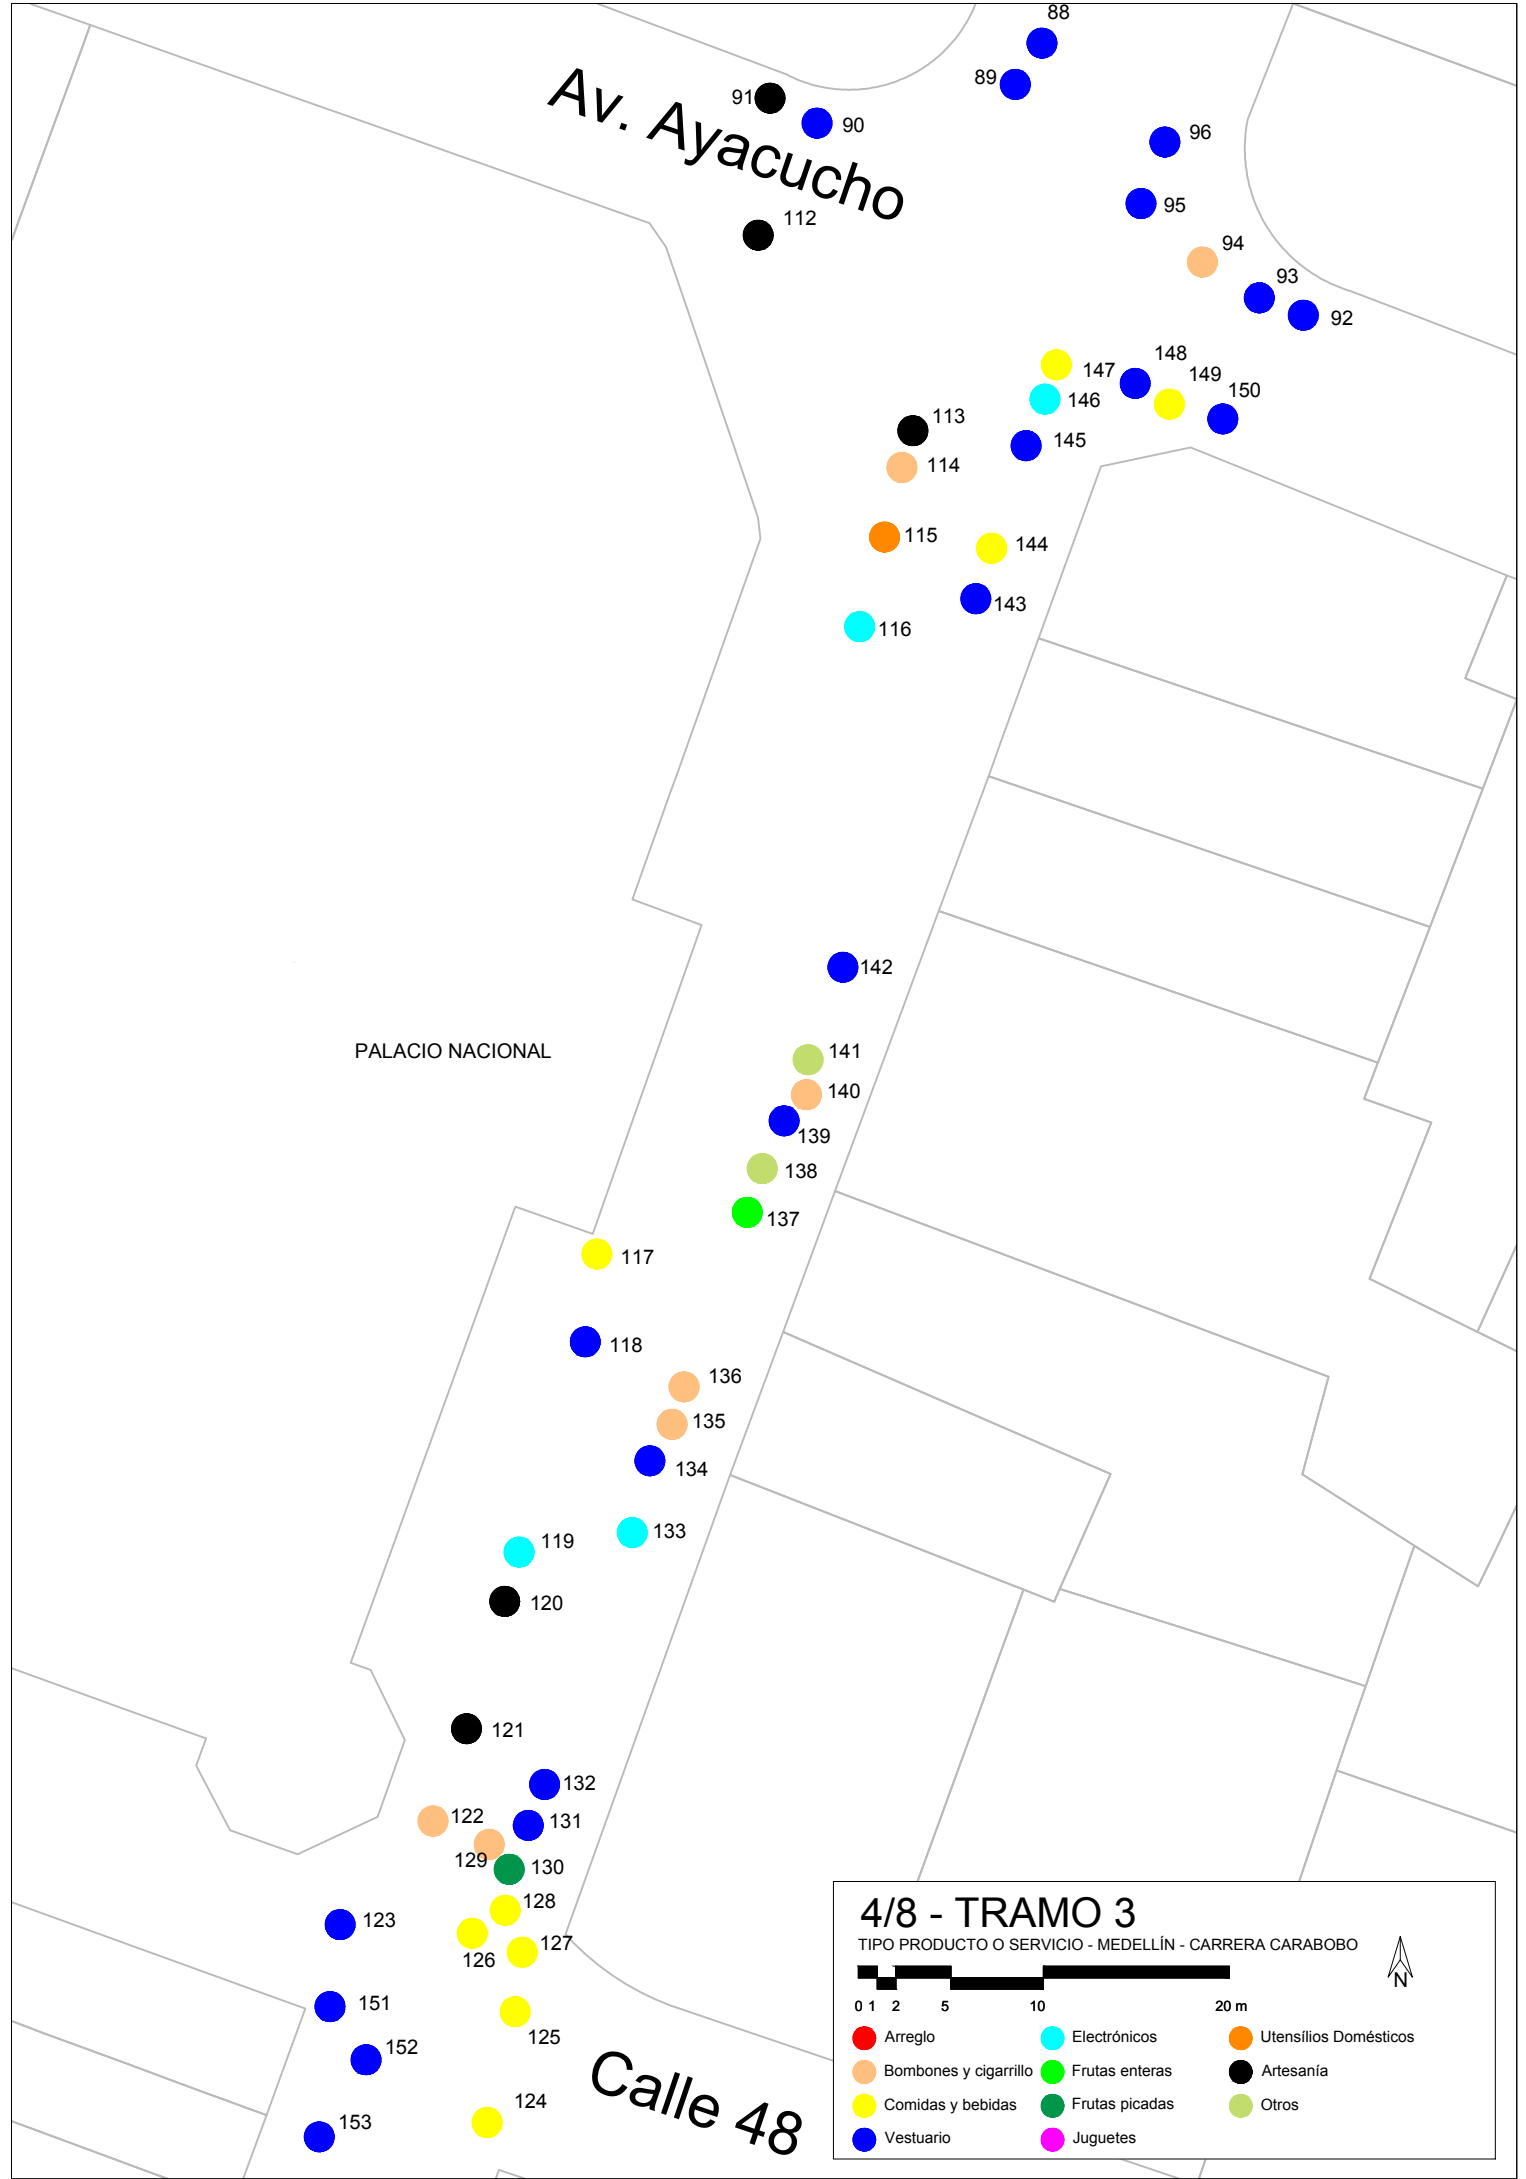 88
89
91
90
Av. Ayacucho
96
95
112
94
93
92
148
147
149
146
150
113
145
114
115
144
143
116
142
PALACIO NACIONAL
141
140
139
138
137
117
118
136
135
134
133
119
120
121
132
122
131
129
130
128
123
127
126
151
125
152
124
153
Calle 48
4/8 - TRAMO 3
TIPO PRODUCTO O SERVICIO - MEDELLÍN - CARRERA CARABOBO
N
0 1 2 5 10 20 m
Arreglo
Bombones y cigarrillo
Comidas y bebidas
Vestuario
Electrónicos
Frutas enteras
Frutas picadas
Juguetes
Utensílios Domésticos
Artesanía
Otros